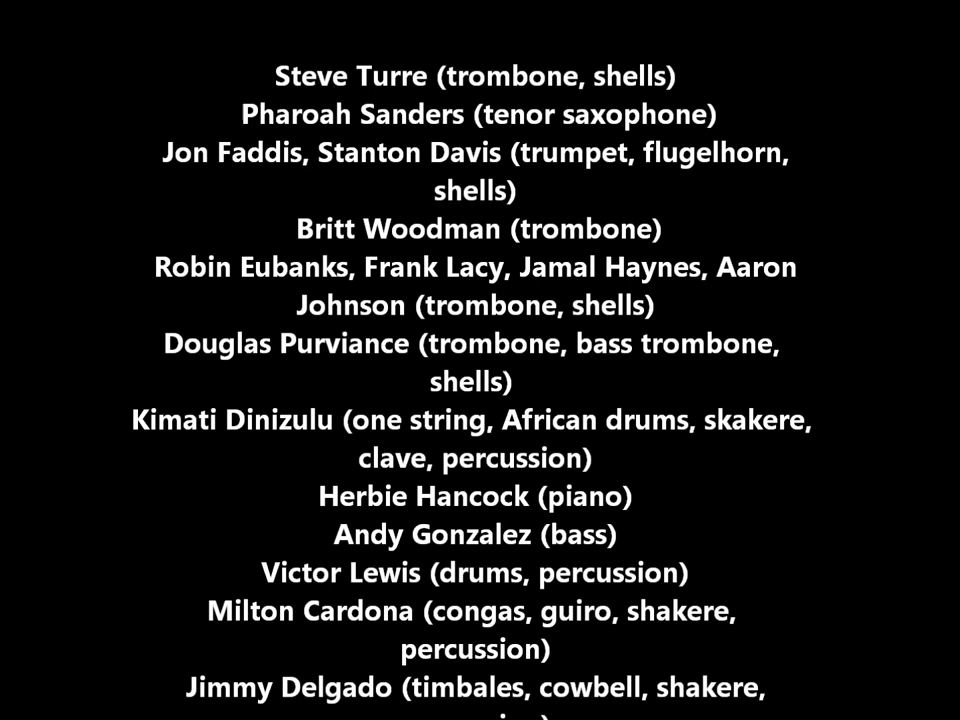 Steve Turre (trombone, shells)
Pharoah Sanders (tenor saxophone)
Jon Faddis, Stanton Davis (trumpet, flugelhorn,
shells)
Britt Woodman (trombone)
Robin Eubanks, Frank Lacy, Jamal Haynes, Aaron
Johnson (trombone, shells)
Douglas Purviance (trombone, bass trombone,
shells)
Kimati Dinizulu (one string, African drums, skakere,
clave, percussion)
Herbie Hancock (piano)
Andy Gonzalez (bass)
Victor Lewis (drums, percussion)
Milton Cardona (congas, guiro, shakere,
percussion)
Jimmy Delgado (timbales, cowbell, shakere,